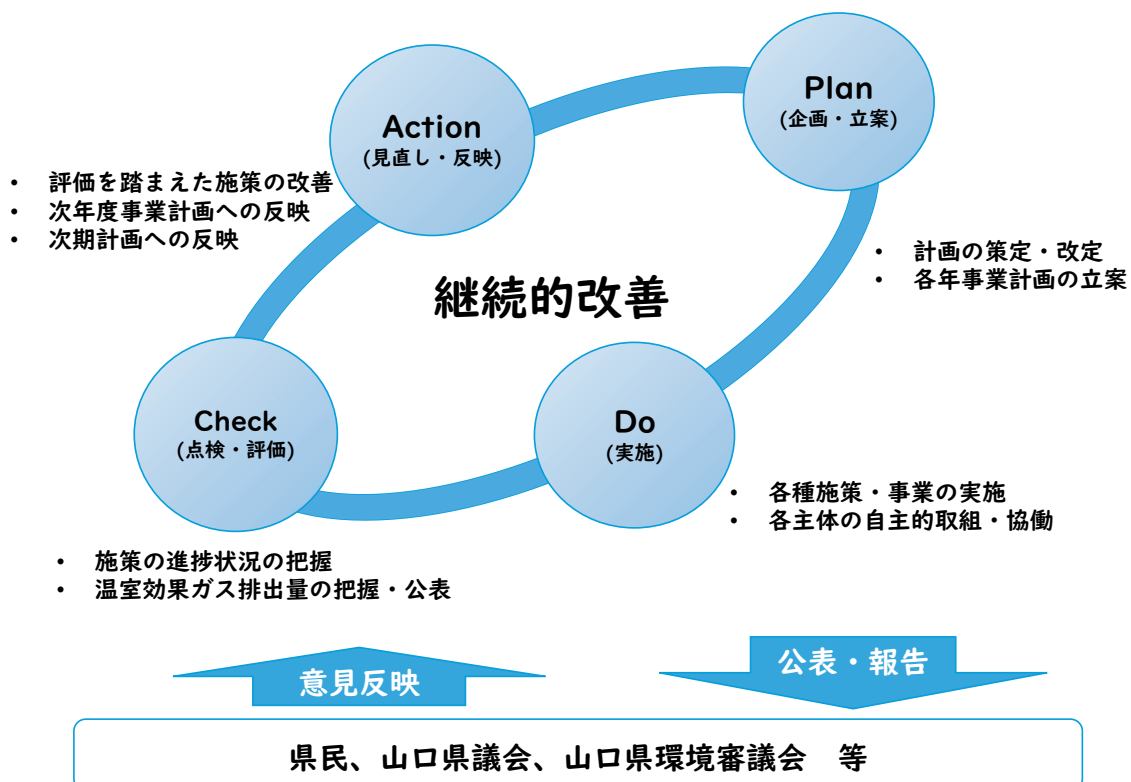 Plan
(企画・立案)
Action
(見直し・反映)
• 評価を踏まえた施策の改善
• 次年度事業計画への反映
• 次期計画への反映
• 計画の策定・改定
• 各年事業計画の立案
継続的改善
Check
(点検・評価)
Do
(実施)
• 各種施策・事業の実施
• 各主体の自主的取組・協働
• 施策の進捗状況の把握
• 温室効果ガス排出量の把握・公表
意見反映
公表・報告
県民、山口県議会、山口県環境審議会　等